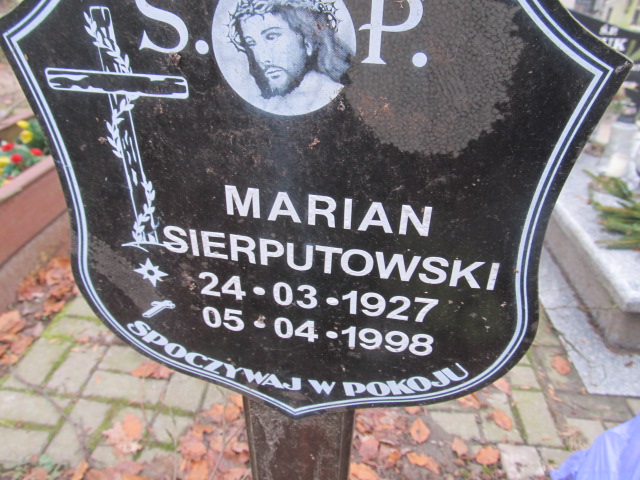 S. P.
MARIAN
SIERPUTOWSKI
24•03•1927
05•04•1998
SPOCZYWAJ W POKOJU